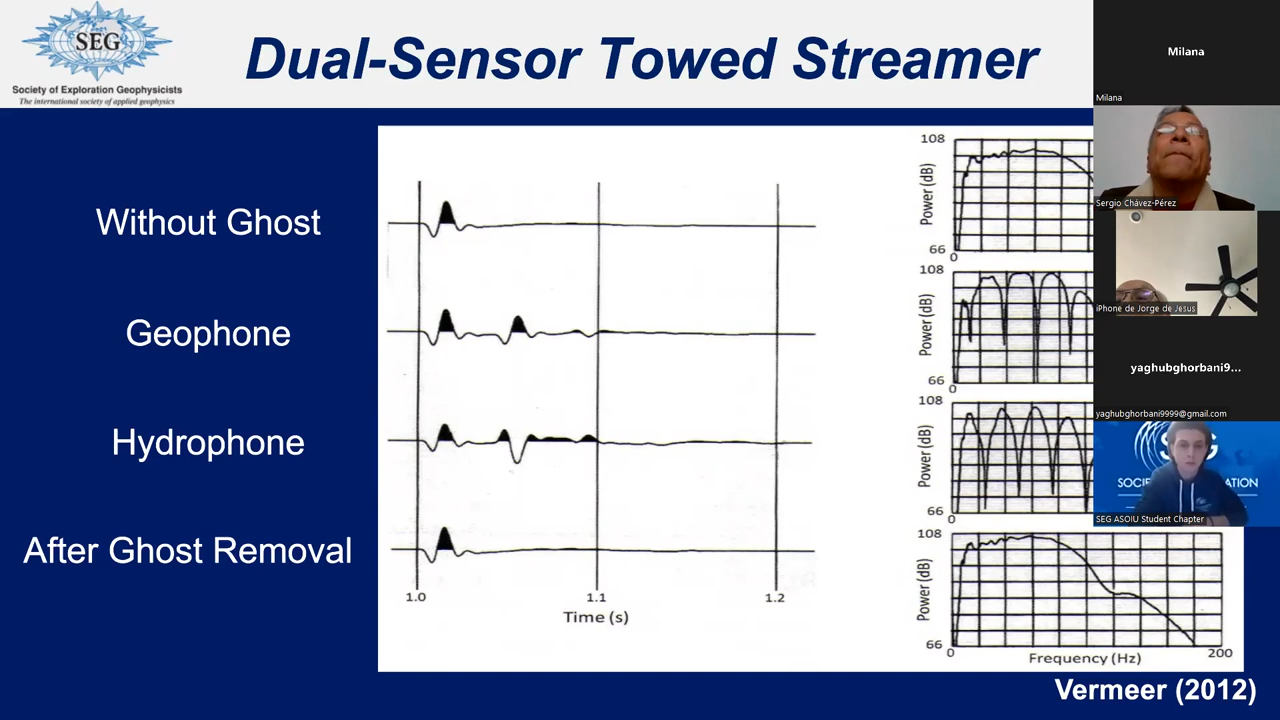 SEG
Society of Exploration Geophysicists
The international society of applied geophysics
Dual-Sensor Towed Streamer
Without Ghost
Geophone
Hydrophone
After Ghost Removal
1.0
1.1
1.2
Time (s)
108
Power (dB)
66
0
108
Power (dB)
66
0
108
Power (dB)
66
0
108
Power (dB)
66
0
200
Frequency (Hz)
Vermeer (2012)
Milana
Milana
Sergio Chávez-Pérez
iPhone de Jorge de Jesus
yaghubghorbani9...
yaghubghorbani9999@gmail.com
SEG ASOIU Student Chapter